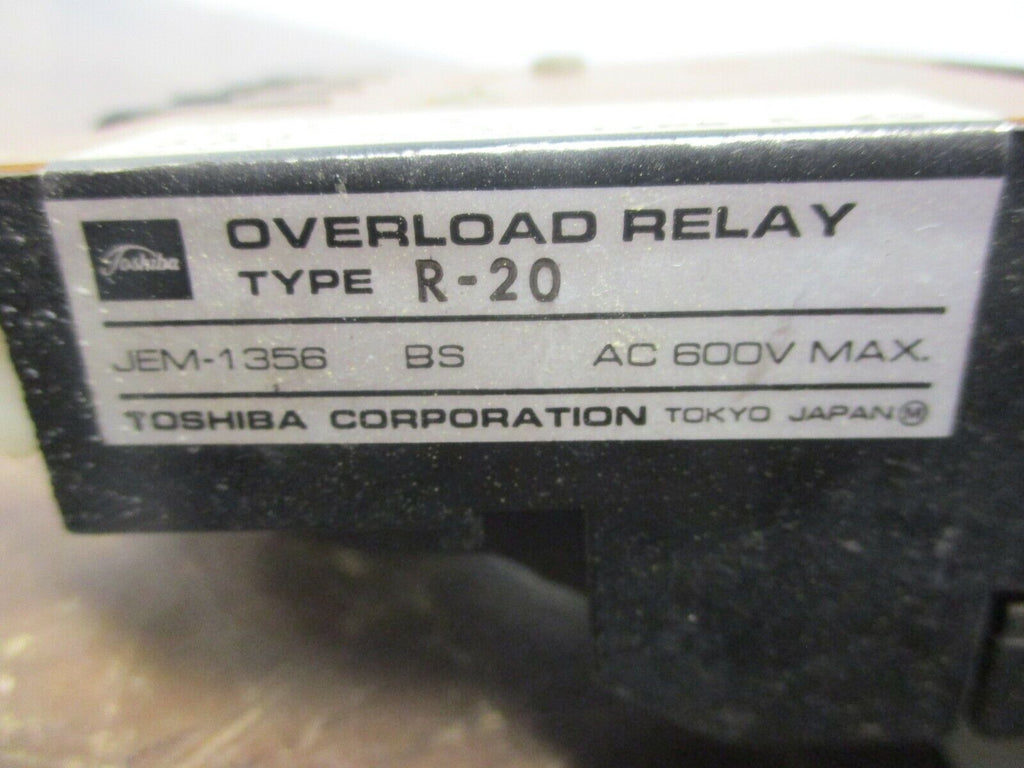 Toshiba
OVERLOAD RELAY
TYPE R-20
JEM-1356 BS AC 600V MAX.
TOSHIBA CORPORATION TOKYO JAPAN M